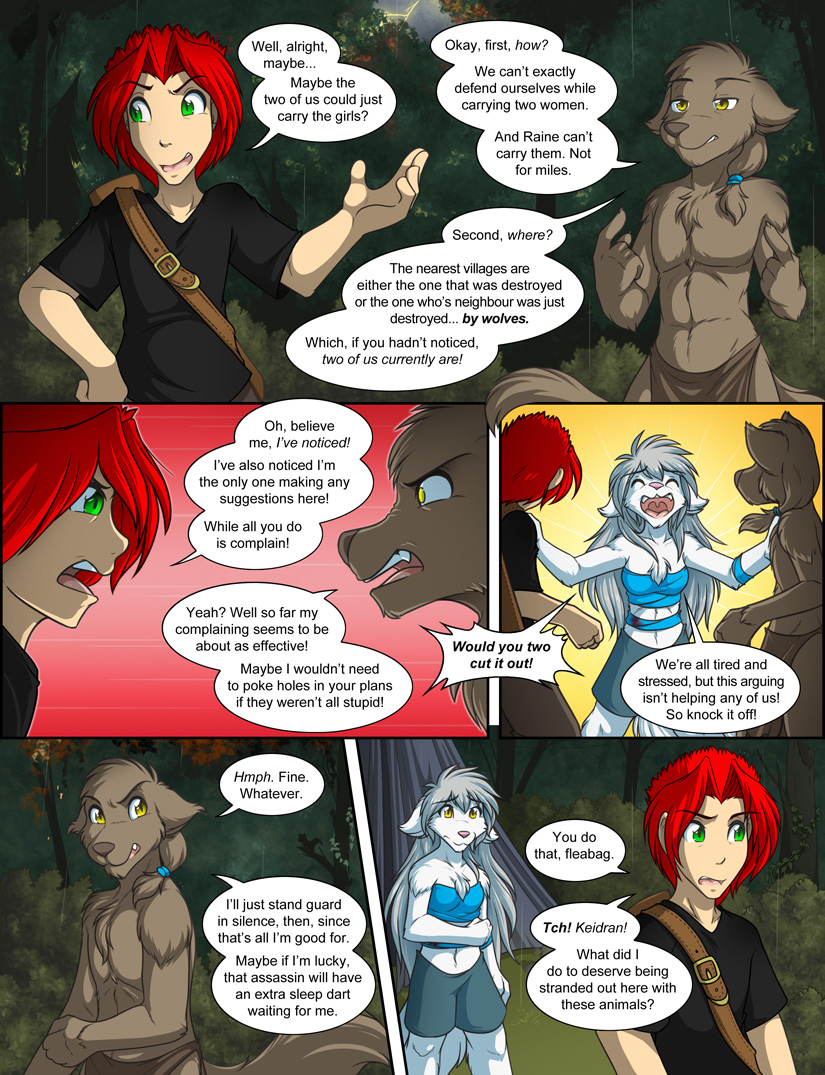 Well, alright,
maybe...
Maybe the
two of us could just
carry the girls?
Okay, first, how?
We can't exactly
defend ourselves while
carrying two women.
And Raine can't
carry them. Not
for miles.
Second, where?
The nearest villages are
either the one that was destroyed
or the one who's neighbour was just
destroyed... by wolves.
Which, if you hadn't noticed,
two of us currently are!
Oh, believe
me, I've noticed!
I've also noticed I'm
the only one making any
suggestions here!
While all you do
is complain!
Yeah? Well so far my
complaining seems to be
about as effective!
Maybe I wouldn't need
to poke holes in your plans
if they weren't all stupid!
Would you two
cut it out!
We're all tired and
stressed, but this arguing
isn't helping any of us!
So knock it off!
Hmph. Fine.
Whatever.
I'll just stand guard
in silence, then, since
that's all I'm good for.
Maybe if I'm lucky,
that assassin will have
an extra sleep dart
waiting for me.
You do
that, fleabag.
Tch! Keidran!
What did I
do to deserve being
stranded out here with
these animals?